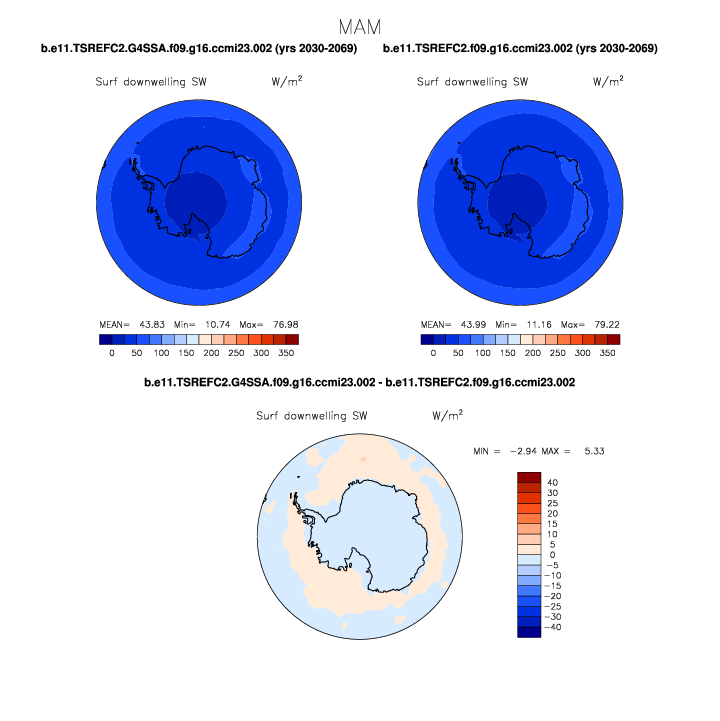 MAM
b.e11.TSREFC2.G4SSA.f09.g16.ccmi23.002 (yrs 2030-2069) b.e11.TSREFC2.f09.g16.ccmi23.002 (yrs 2030-2069)
Surf downwelling SW W/m² Surf downwelling SW W/m²
MEAN= 43.83 Min= 10.74 Max= 76.98 MEAN= 43.99 Min= 11.16 Max= 79.22
0 50 100 150 200 250 300 350 0 50 100 150 200 250 300 350
b.e11.TSREFC2.G4SSA.f09.g16.ccmi23.002 - b.e11.TSREFC2.f09.g16.ccmi23.002
Surf downwelling SW W/m²
MIN = -2.94 MAX = 5.33
40
30
25
20
15
10
5
0
-5
-10
-15
-20
-25
-30
-40